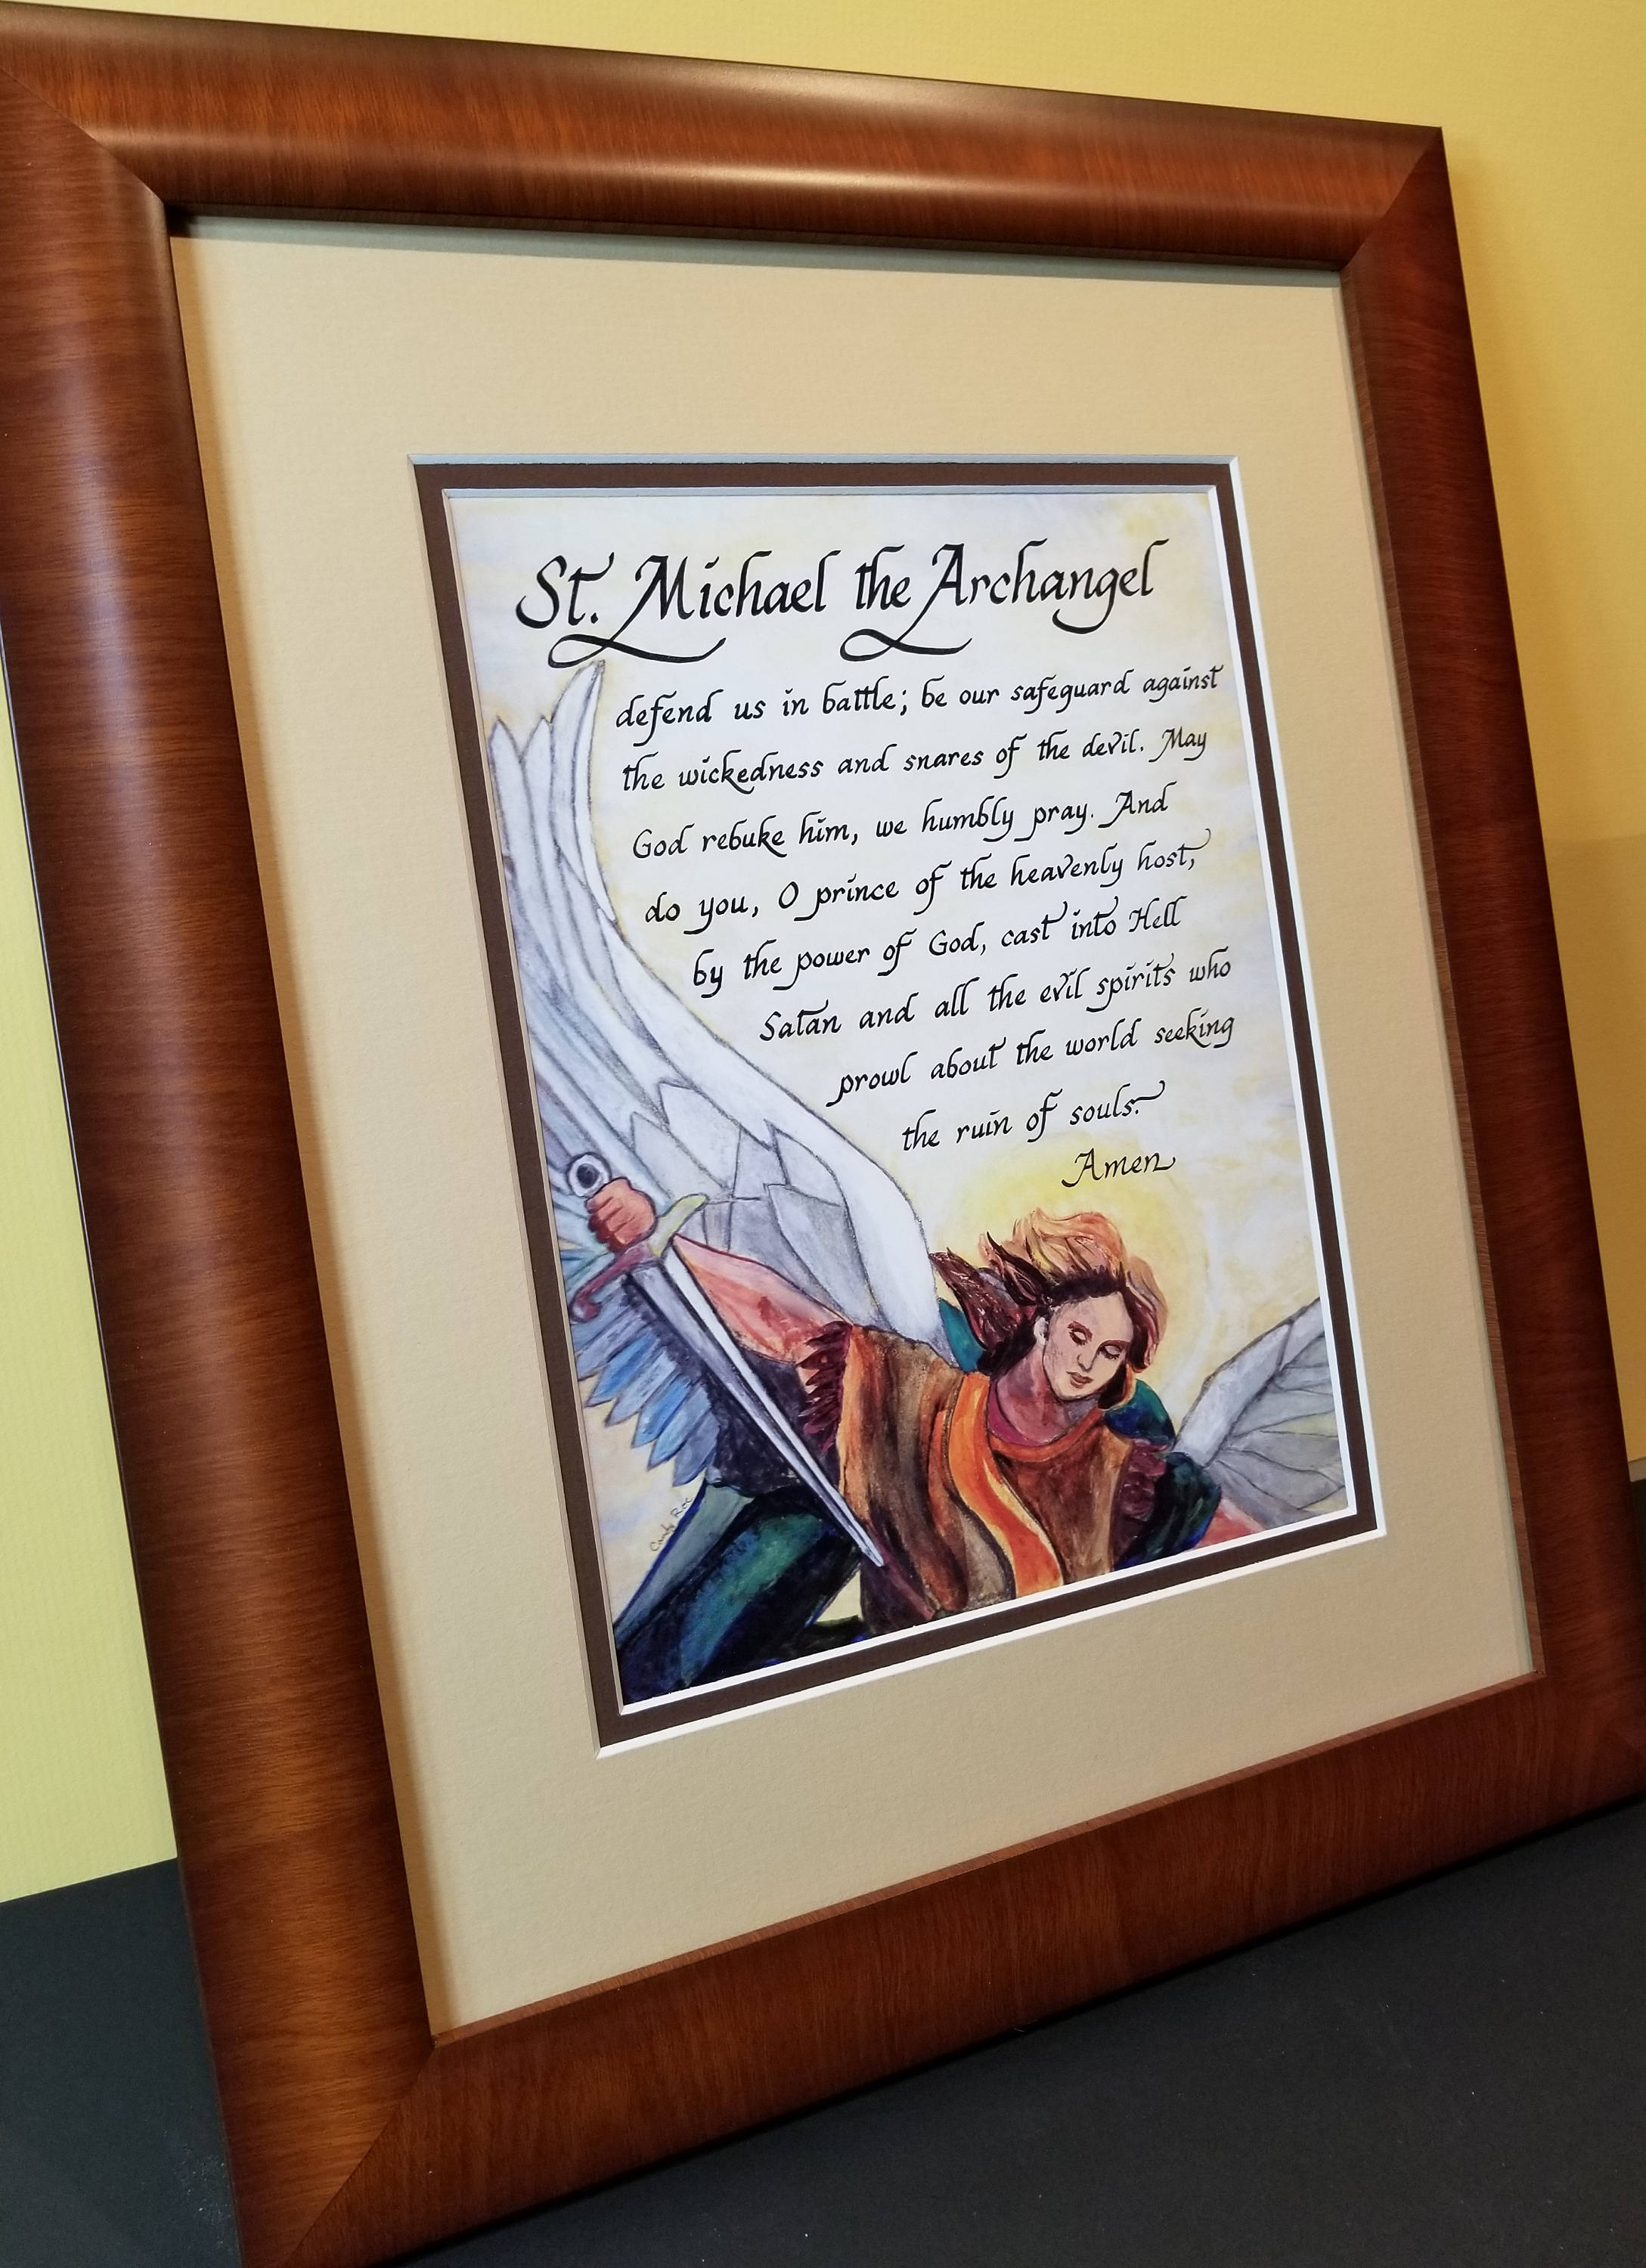 St. Michael the Archangel
defend us in battle; be our safeguard against
the wickedness and snares of the devil. May
God rebuke him, we humbly pray. And
do you, O prince of the heavenly host,
by the power of God, cast into Hell
Satan and all the evil spirits who
prowl about the world seeking
the ruin of souls.
Amen